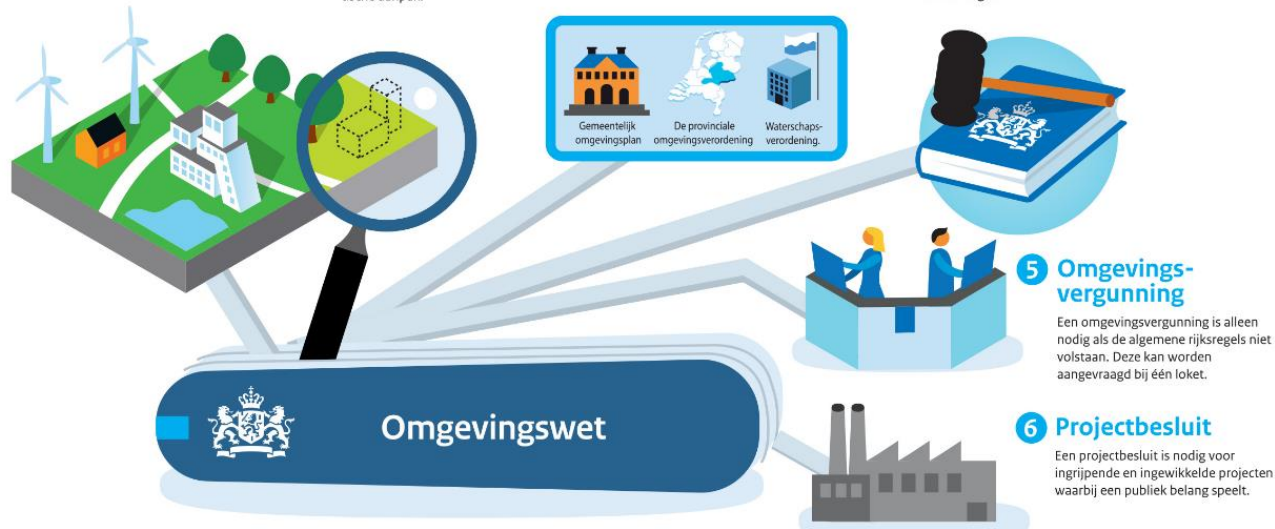 Gemeentelijk
omgevingsplan
De provinciale
omgevingsverordening
Waterschaps-
verordening.
5 Omgevings-
vergunning
Een omgevingsvergunning is alleen
nodig als de algemene rijksregels niet
volstaan. Deze kan worden
aangevraagd bij één loket.
Omgevingswet
6 Projectbesluit
Een projectbesluit is nodig voor
ingrijpende en ingewikkelde projecten
waarbij een publiek belang speelt.